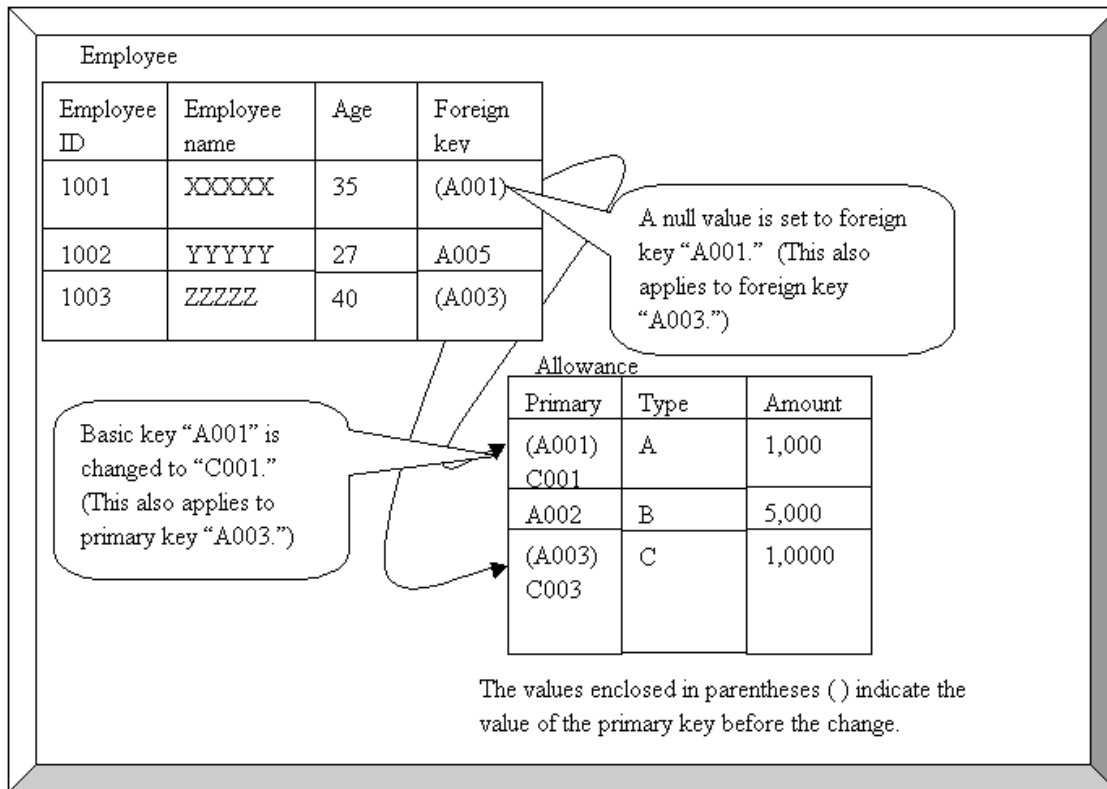 Employee
Employee ID Employee name Age Foreign key
1001 XXXXX 35 (A001)
1002 YYYYY 27 A005
1003 ZZZZZ 40 (A003)
A null value is set to foreign
key “A001.” (This also
applies to foreign key
“A003.”)
Basic key “A001” is
changed to “C001.”
(This also applies to
primary key “A003.”)
Allowance
Primary Type Amount
(A001) A 1,000
C001
A002 B 5,000
(A003) C 1,0000
C003
The values enclosed in parentheses ( ) indicate the
value of the primary key before the change.